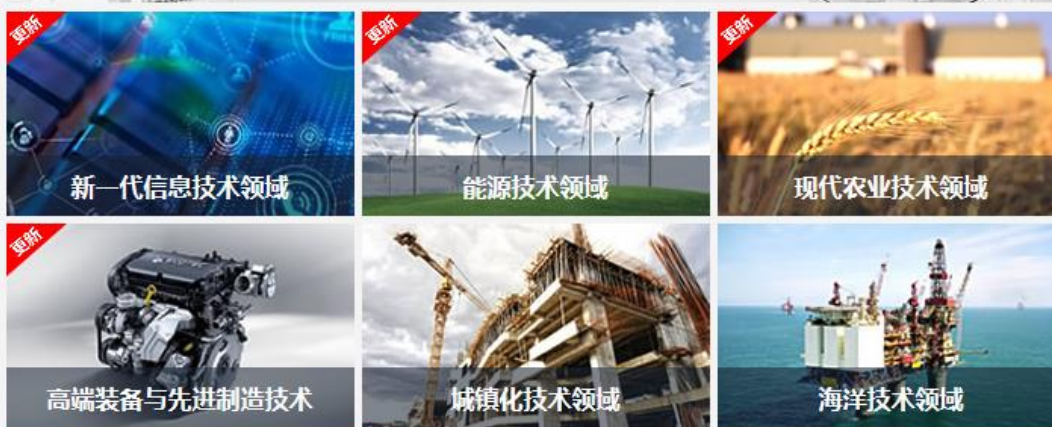 更新
更新
更新
新一代信息技术领域
能源技术领域
现代农业技术领域
更新
高端装备与先进制造技术
城镇化技术领域
海洋技术领域